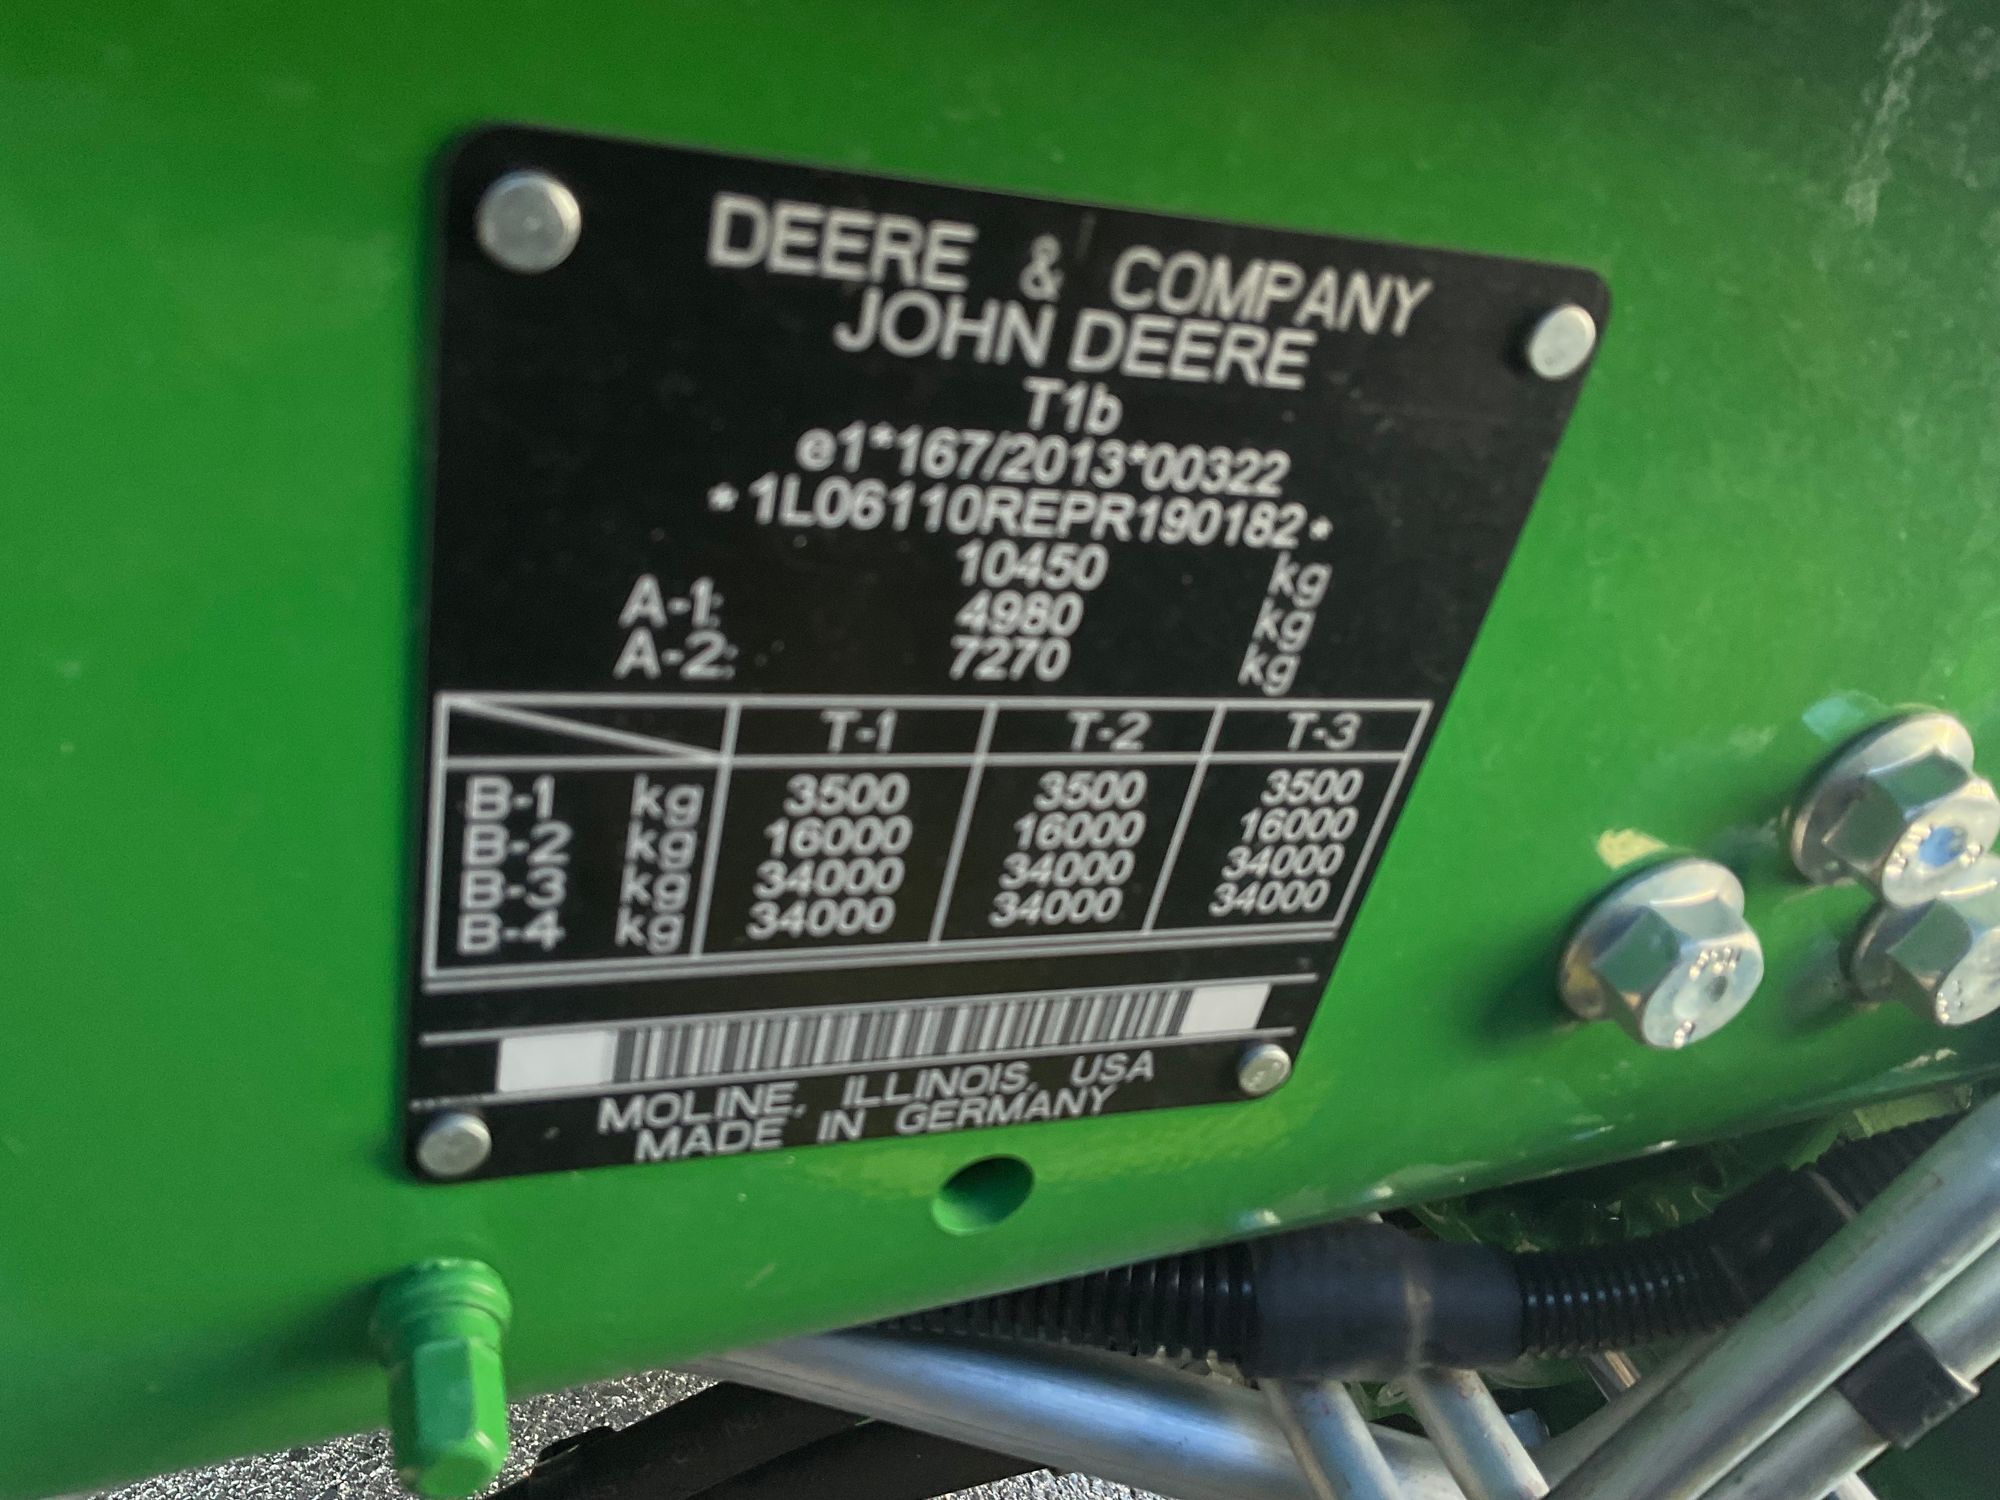 DEERE & COMPANY
JOHN DEERE
T1b
e1*167/2013*00322
*1L06110REPR190182*
10450 kg
A-1: 4980 kg
A-2: 7270 kg
T-1 T-2 T-3
B-1 kg 3500 3500 3500
B-2 kg 16000 16000 16000
B-3 kg 34000 34000 34000
B-4 kg 34000 34000 34000
MOLINE, ILLINOIS, USA
MADE IN GERMANY